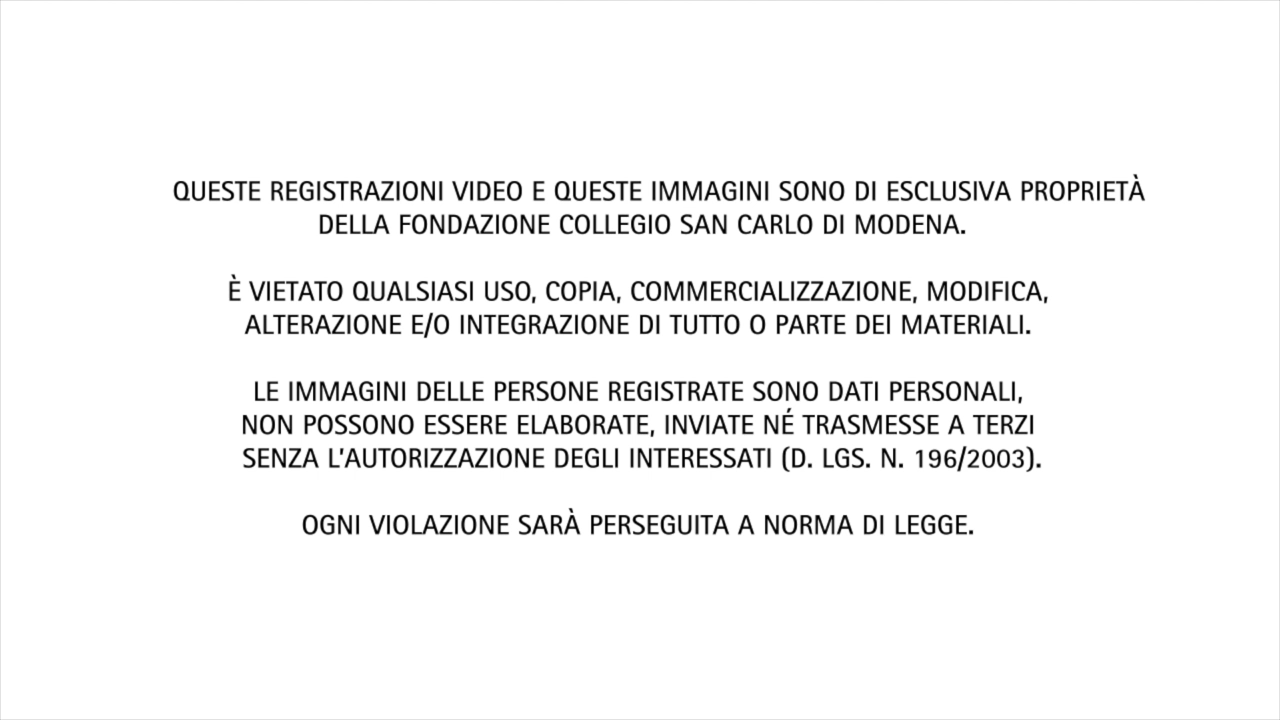 QUESTE REGISTRAZIONI VIDEO E QUESTE IMMAGINI SONO DI ESCLUSIVA PROPRIETÀ
DELLA FONDAZIONE COLLEGIO SAN CARLO DI MODENA.
È VIETATO QUALSIASI USO, COPIA, COMMERCIALIZZAZIONE, MODIFICA,
ALTERAZIONE E/O INTEGRAZIONE DI TUTTO O PARTE DEI MATERIALI.
LE IMMAGINI DELLE PERSONE REGISTRATE SONO DATI PERSONALI,
NON POSSONO ESSERE ELABORATE, INVIATE NÉ TRASMESSE A TERZI
SENZA L'AUTORIZZAZIONE DEGLI INTERESSATI (D. LGS. N. 196/2003).
OGNI VIOLAZIONE SARÀ PERSEGUITA A NORMA DI LEGGE.